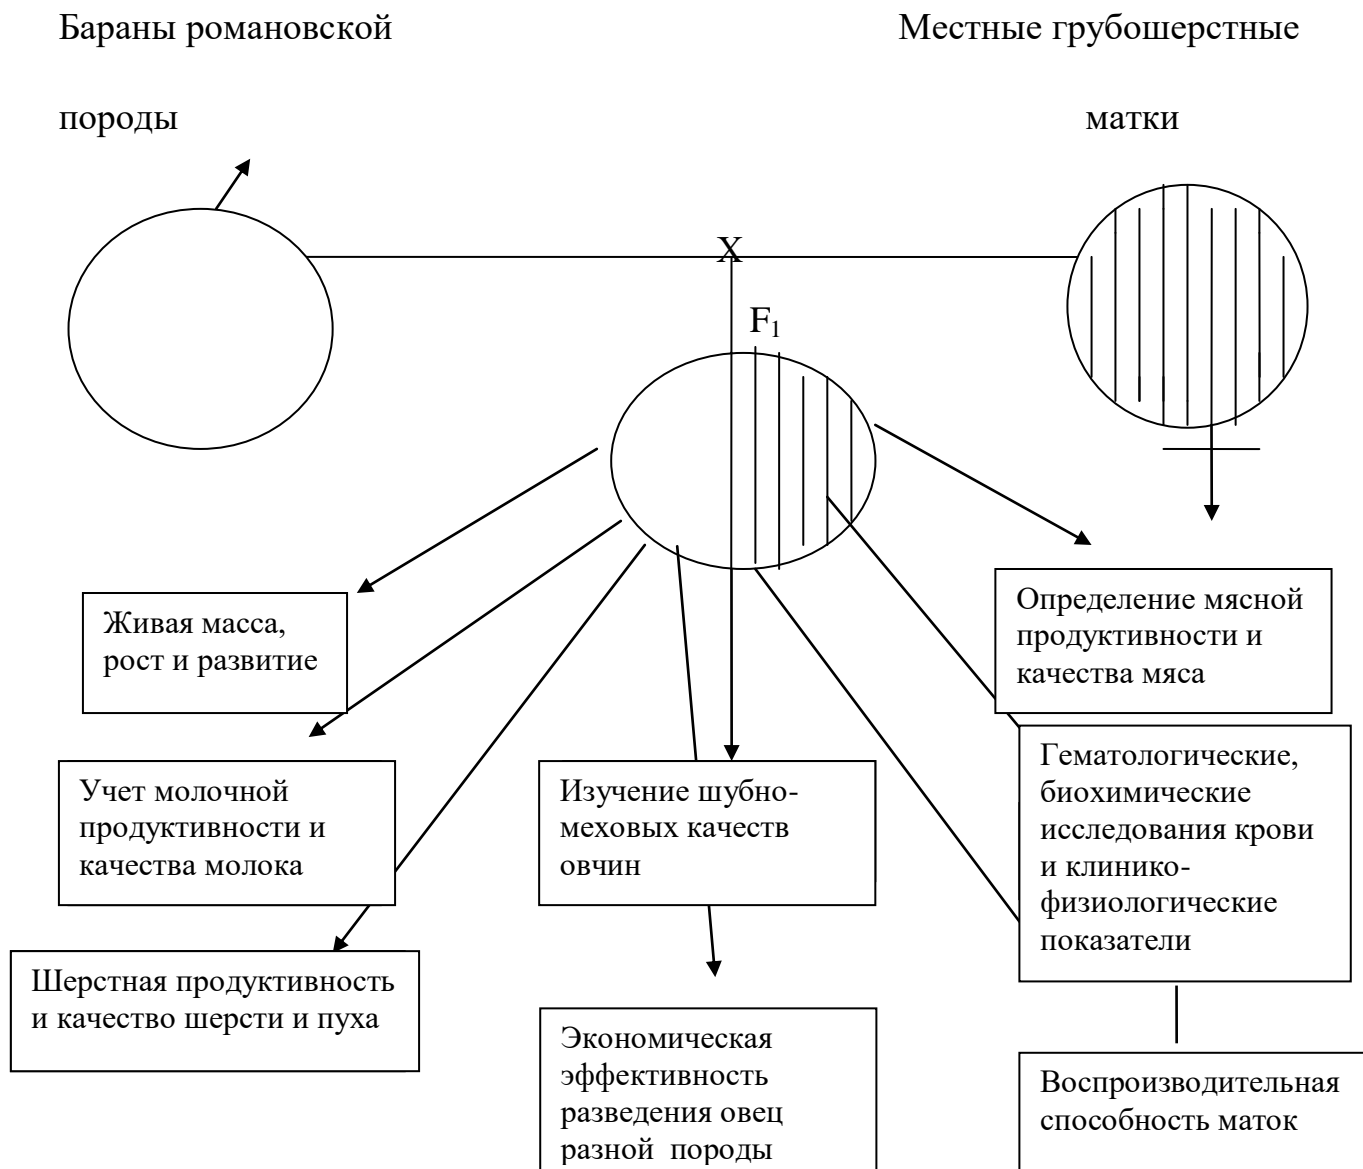 Бараны романовской
породы
Местные грубошерстные
матки
X
F₁
Живая масса,
рост и развитие
Определение мясной
продуктивности и
качества мяса
Учет молочной
продуктивности и
качества молока
Изучение шубно-
меховых качеств
овчин
Гематологические,
биохимические
исследования крови
и клинико-
физиологические
показатели
Шерстная продуктивность
и качество шерсти и пуха
Экономическая
эффективность
разведения овец
разной породы
Воспроизводительная
способность маток